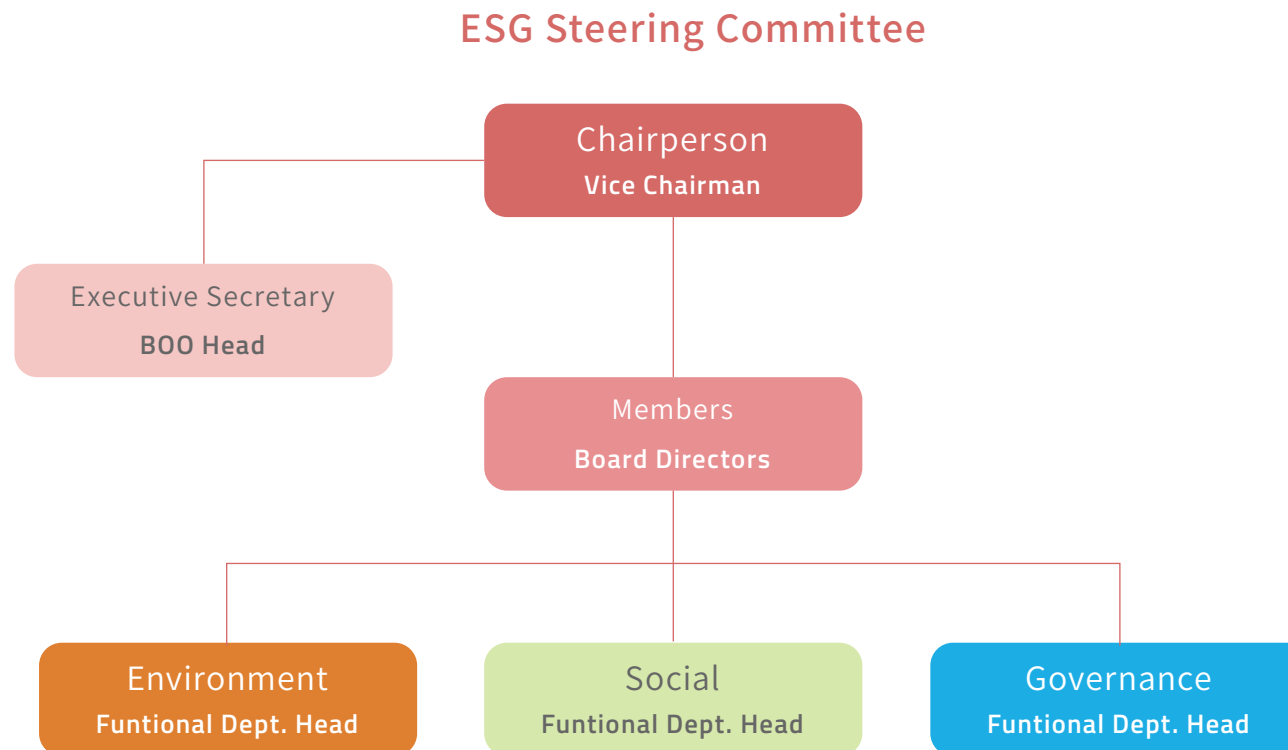 ESG Steering Committee
Chairperson
Vice Chairman
Executive Secretary
BOO Head
Members
Board Directors
Environment
Funtional Dept. Head
Social
Funtional Dept. Head
Governance
Funtional Dept. Head